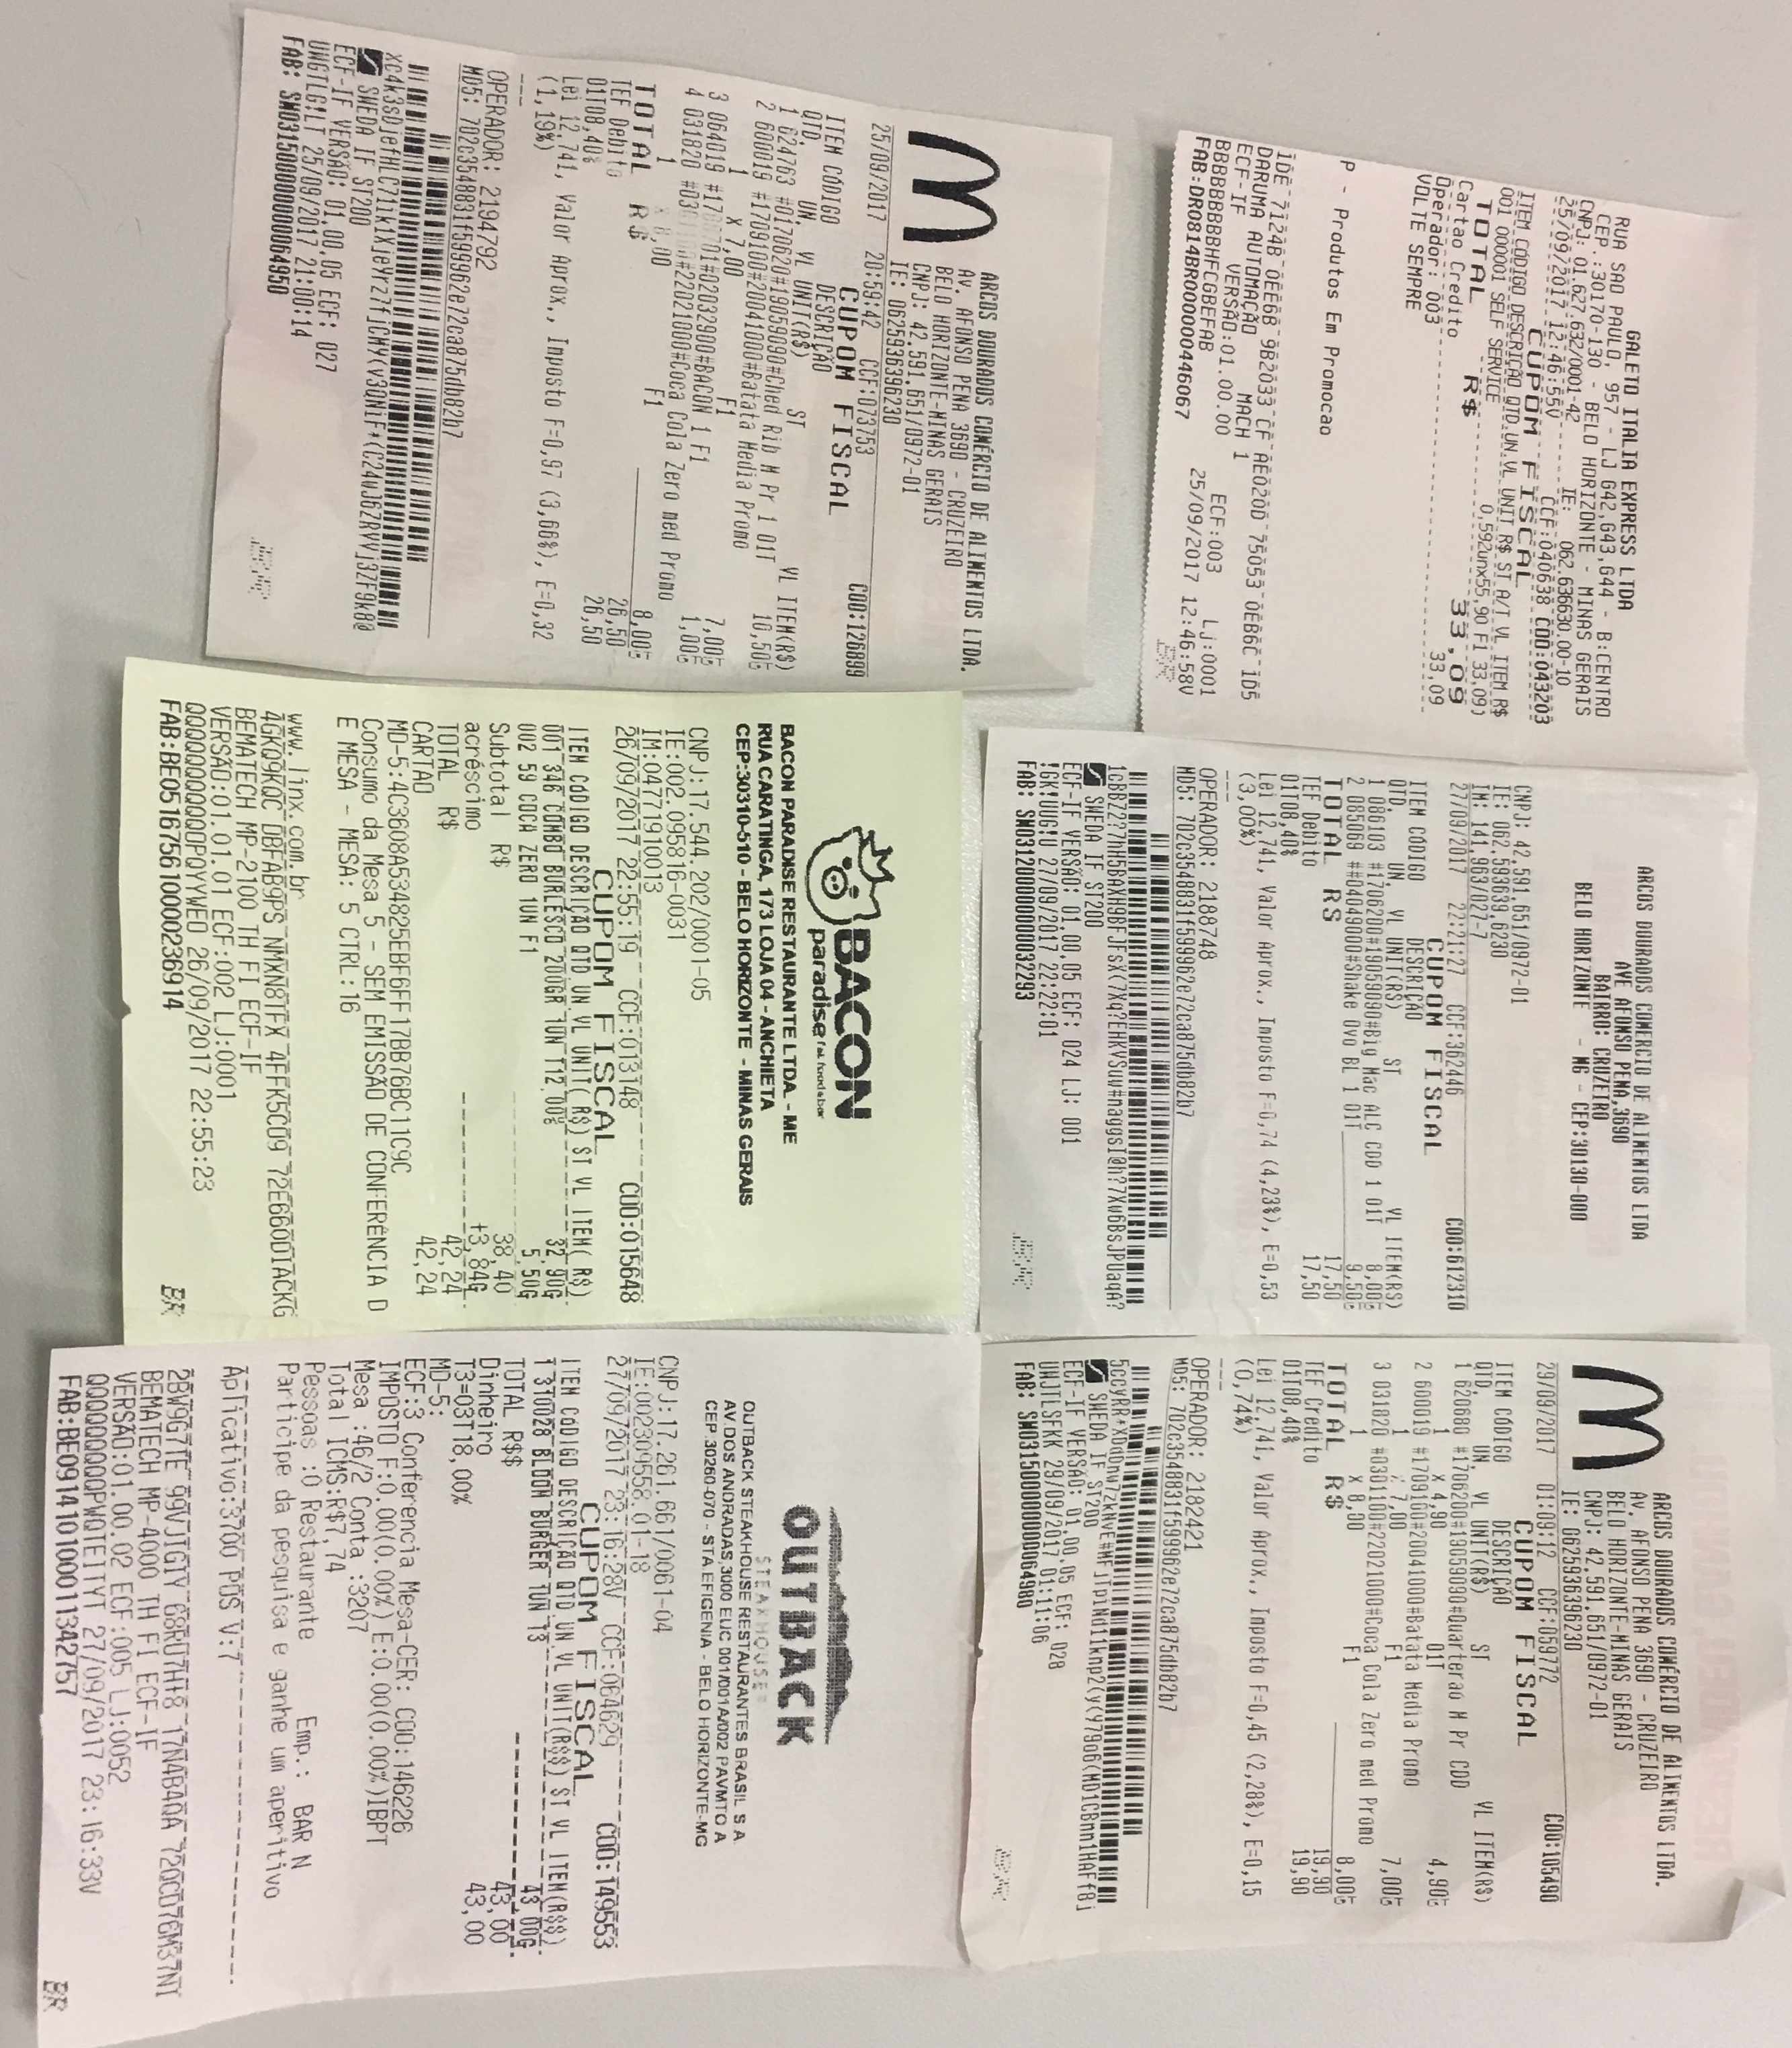 GALETO ITALIA EXPRESS LTDA
RUA SAO PAULO, 957 - LJ G42,G43,G44 - B:CENTRO
CEP.:30170-130 - BELO HORIZONTE - MINAS GERAIS
CNPJ: 01.627.632/0001-42 IE: 062.636630.00-10
25/09/2017 12:46:55V CCF:040638 COO:043203
CUPOM FISCAL
ITEM CÓDIGO DESCRIÇÃO QTD.UN.VL UNIT R$ ST A/T VL ITEM R$
001 000001 SELF SERVICE 0,592unx55,90 F1 33,09)
TOTAL R$ 33,09
Cartao Credito 33,09
Operador: 003
VOLTE SEMPRE
P - Produtos Em Promocao
1DE 7124B 0EE6B 9B2033 CF AE020D 75053 0EB6C 1D5
DARUMA AUTOMAÇÃO MACH 1
ECF-IF VERSÃO:01.00.00 ECF:003 Lj:0001
BBBBBBBBBHFCGBEFAB 25/09/2017 12:46:58V
FAB:DR0814BR000000446067
BR
ARCOS DOURADOS COMERCIO DE ALIMENTOS LTDA
AVE AFONSO PENA,3690
BAIRRO: CRUZEIRO
BELO HORIZONTE - MG - CEP:30130-000
CNPJ: 42.591.651/0972-01
IE: 062.593639.6230
IM: 141.963/027-7
27/09/2017 22:21:27 CCF:362446 COO:612310
CUPOM FISCAL
ITEM CÓDIGO DESCRIÇÃO
QTD. UN. VL UNIT(R$) ST VL ITEM(R$)
1 086103 #1706200#19059090#Big Mac ALC CDD 1 01T 8,00
2 085069 ##04049000#Shake Ovo BL 1 01T 9,50
TOTAL R$ 17,50
TEF Debito 17,50
01T08,40%
Lei 12.741, Valor Aprox., Imposto F=0,74 (4,23%), E=0,53
(3,00%)
---
OPERADOR: 2188748
MD5: 702c3548831f599962e72ca875db82b7
1cBBZ2?7hH5BAXH9BFJFsX(7Xq?EHKVSuw#naggsI@h?7Xw6BsJPUaqA?
SWEDA IF ST200
ECF-IF VERSÃO: 01.00.05 ECF: 024 LJ: 001
!GK!UUG!U 27/09/2017 22:22:01
FAB: SW031200000000032293
BR
ARCOS DOURADOS COMÉRCIO DE ALIMENTOS LTDA.
Av. AFONSO PENA 3690 - CRUZEIRO
BELO HORIZONTE-MINAS GERAIS
CNPJ: 42.591.651/0972-01
IE: 0625936396230
29/09/2017 01:09:12 CCF:059772 COO:105490
CUPOM FISCAL
ITEM CÓDIGO DESCRIÇÃO
QTD. UN. VL UNIT(R$) ST VL ITEM(R$)
1 620680 #1706200#19059090#Quarterao M Pr CDD
1 x 4,90 01T 4,90
2 600019 #1709100#20041000#Batata Media Promo
1 x 7,00 F1 7,00
3 031820 #0301100#22021000#Coca Cola Zero med Promo
1 x 8,00 F1 8,00
TOTAL R$ 19,90
TEF Credito 19,90
01T08,40%
Lei 12.741, Valor Aprox., Imposto F=0,45 (2,28%), E=0,15
(0,74%)
---
OPERADOR: 2182421
MD5: 702c3548831f599962e72ca875db82b7
SWEDA IF ST200
ECF-IF VERSÃO: 01.00.05 ECF: 028
UWJTLSFKK 29/09/2017 01:11:06
FAB: SW031500000000064980
BR
ARCOS DOURADOS COMÉRCIO DE ALIMENTOS LTDA.
Av. AFONSO PENA 3690 - CRUZEIRO
BELO HORIZONTE-MINAS GERAIS
CNPJ: 42.591.651/0972-01
IE: 0625936396230
25/09/2017 20:59:42 CCF:073753 COO:126899
CUPOM FISCAL
ITEM CÓDIGO DESCRIÇÃO
QTD. UN. VL UNIT(R$) ST VL ITEM(R$)
1 624763 #0170620#19059090#Ched Rib M Pr 1 01T 10,50
2 600019 #1709100#20041000#Batata Media Promo
1 x 7,00 F1 7,00
3 064019 BACON 1 F1 1,00
4 031820 Coca Cola Zero med Promo
1 x 8,00 F1 8,00
TOTAL R$ 26,50
TEF Debito 26,50
01T08,40%
Lei 12.741, Valor Aprox., Imposto F=0,97 (3,66%), E=0,32
(1,19%)
---
OPERADOR: 2194792
MD5: 702c3548831f599962e72ca875db82b7
xc4k3sDjefHLC71ik1Xje9rz7fjCMY(v3QNiF*(C24wJ6ZRVVj3ZF9k8@
SWEDA IF ST200
ECF-IF VERSÃO: 01.00.05 ECF: 027
UWGTLG!LT 25/09/2017 21:00:14
FAB: SW031500000000064950
BR
BACON
paradise fat food&bar
BACON PARADISE RESTAURANTE LTDA. - ME
RUA CARATINGA, 173 LOJA 04 - ANCHIETA
CEP:30310-510 - BELO HORIZONTE - MINAS GERAIS
CNPJ:17.544.202/0001-05
IE:002.095816-0031
IM:04771910013
26/09/2017 22:55:19 CCF:013148 COO:015648
CUPOM FISCAL
ITEM CÓDIGO DESCRIÇÃO QTD.UN.VL UNIT( R$) ST VL ITEM( R$)
001 346 COMBO BURLESCO 200GR 1UN T12,00% 32,90G
002 59 COCA ZERO 1UN F1 5,50G
Subtotal R$ 38,40
acréscimo +3,84G
TOTAL R$ 42,24
CARTAO 42,24
MD-5:4C3608A534825EBF6FF17BB76BC11C9C
Consumo da Mesa 5 - SEM EMISSÃO DE CONFERÊNCIA D
E MESA - MESA: 5 CTRL:16
www.linx.com.br
4GKQ9KQC DBFAB9PS NMXN8TFX 4FFK5C09 72E660DIACKG
BEMATECH MP-2100 TH FI ECF-IF
VERSÃO:01.01.01 ECF:002 LJ:0001
QQQQQQQQQQOPQYYWEO 26/09/2017 22:55:23
FAB:BE051675610000236914
BR
OUTBACK
STEAKHOUSE
OUTBACK STEAKHOUSE RESTAURANTES BRASIL S.A.
AV.DOS ANDRADAS,3000 EUC 001/001A/002 PAVMTO A
CEP.30260-070 - STA.EFIGENIA - BELO HORIZONTE-MG
CNPJ:17.261.661/0061-04
IE:002309558.01-18
27/09/2017 23:16:28V CCF:064629 COO:149553
CUPOM FISCAL
ITEM CÓDIGO DESCRIÇÃO QTD.UN.VL UNIT(R$$) ST VL ITEM(R$$)
1 310028 BLOOM BURGER 1UN T3 43,00G
TOTAL R$$ 43,00
Dinheiro 43,00
T3=03T18,00%
MD-5:
ECF:3 Conferencia Mesa-CER: COO:146226
IMPOSTO F:0.00(0.00%) E:0.00(0.00%)IBPT
Mesa :46/2 Conta :3207
Total ICMS:R$7,74
Pessoas :0 Restaurante Emp.: BAR N
Participe da pesquisa e ganhe um aperitivo
Aplicativo:3700 POS V:7
2BW9G7TE 99VJIGIY 68RU7H+8 17N4B4QA 72QCD76M37NI
BEMATECH MP-4000 TH FI ECF-IF
VERSÃO:01.00.02 ECF:005 LJ:0052
QQQQQQQQQPWQTEITYT 27/09/2017 23:16:33V
FAB:BE091410100011342757
BR